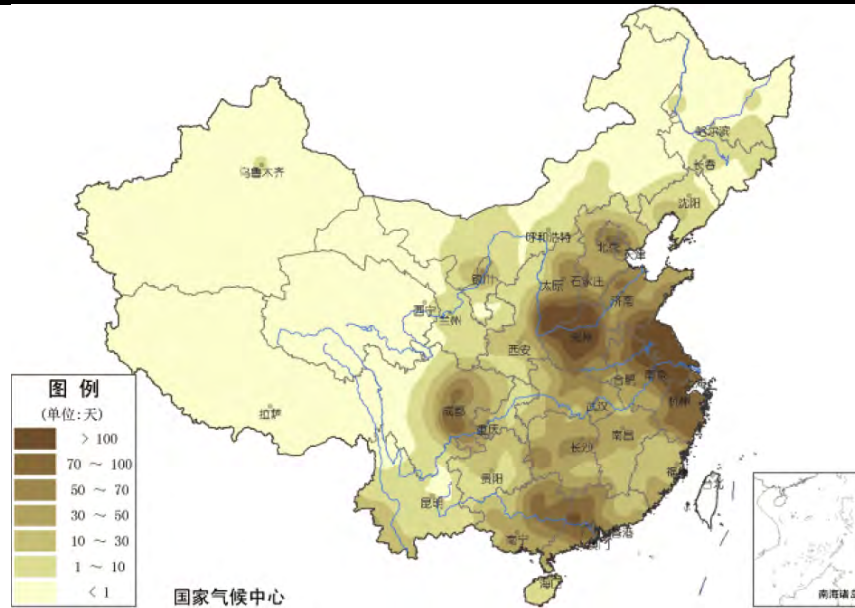 哈尔滨
长春
乌鲁木齐
沈阳
呼和浩特
北京
天津
银川
太原
石家庄
西宁
兰州
济南
郑州
西安
合肥
南京
成都
武汉
杭州
拉萨
重庆
南昌
长沙
贵阳
福州
台北
昆明
南宁
香港
澳门
海口
图 例
(单位:天)
> 100
70 ~ 100
50 ~ 70
30 ~ 50
10 ~ 30
1 ~ 10
< 1
国家气候中心
南海诸